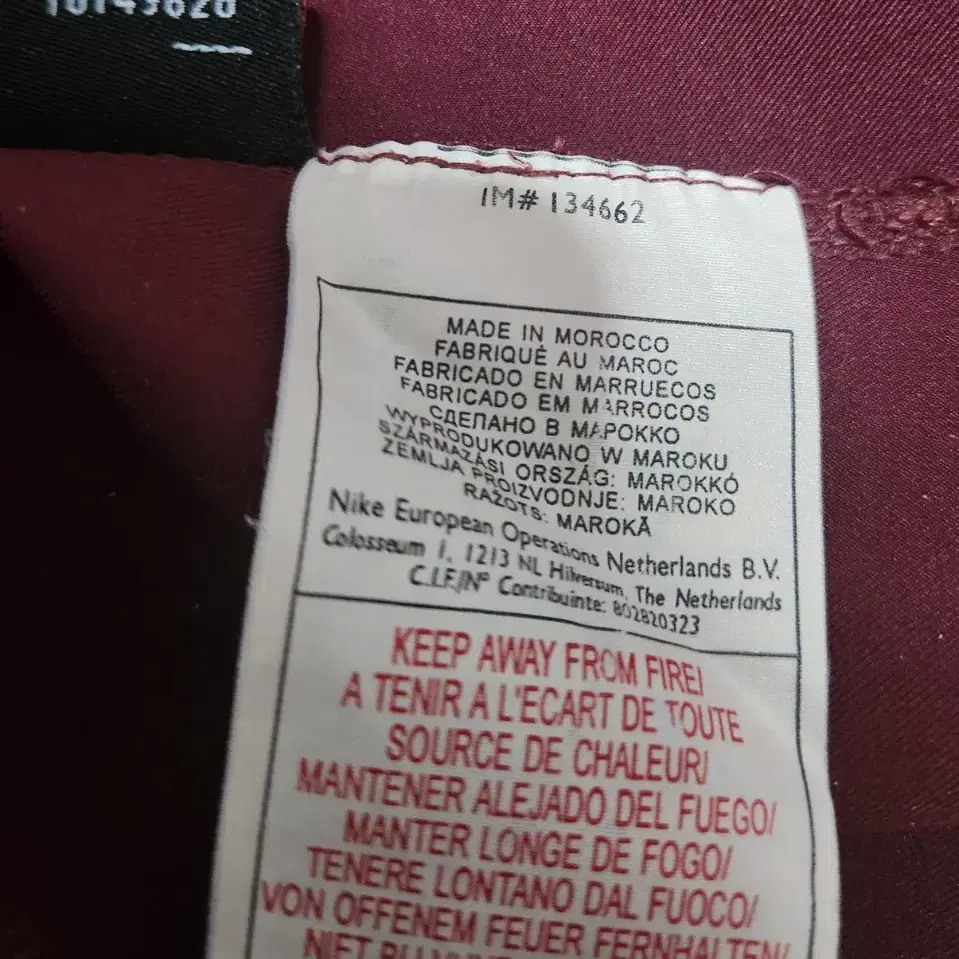 IM# 134662
MADE IN MOROCCO
FABRIQUÉ AU MAROC
FABRICADO EN MARRUECOS
FABRICADO EM MARROCOS
СДЕПАНО В МАРОККО
WYPRODUKOWANO W MAROKU
SZÁRMAZÁSI ORSZÁG: MAROKKÓ
ZEMLJA PROIZVODNJE: MAROKO
RAŽOTS: MAROKĀ
Nike European Operations Netherlands B.V.
Colosseum 1, 1213 NL Hilversum, The Netherlands
C.I.F./Nº Contribuinte: 802820323
KEEP AWAY FROM FIRE/
A TENIR A L'ECART DE TOUTE
SOURCE DE CHALEUR/
MANTENER ALEJADO DEL FUEGO/
MANTER LONGE DE FOGO/
TENERE LONTANO DAL FUOCO/
VON OFFENEM FEUER FERNHALTEN/
NIET